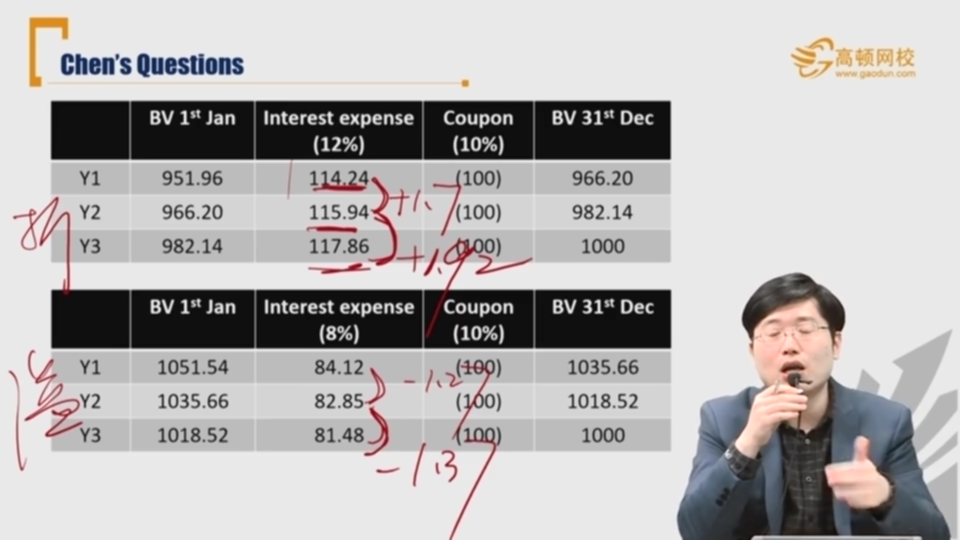 Chen's Questions
高顿网校
www.gaodun.com
BV 1st Jan Interest expense (12%) Coupon (10%) BV 31st Dec
Y1 951.96 114.24 (100) 966.20
Y2 966.20 115.94 (100) 982.14
Y3 982.14 117.86 (100) 1000
+1.7
+1.92
折
BV 1st Jan Interest expense (8%) Coupon (10%) BV 31st Dec
Y1 1051.54 84.12 (100) 1035.66
Y2 1035.66 82.85 (100) 1018.52
Y3 1018.52 81.48 (100) 1000
-1.27
-1.37
溢